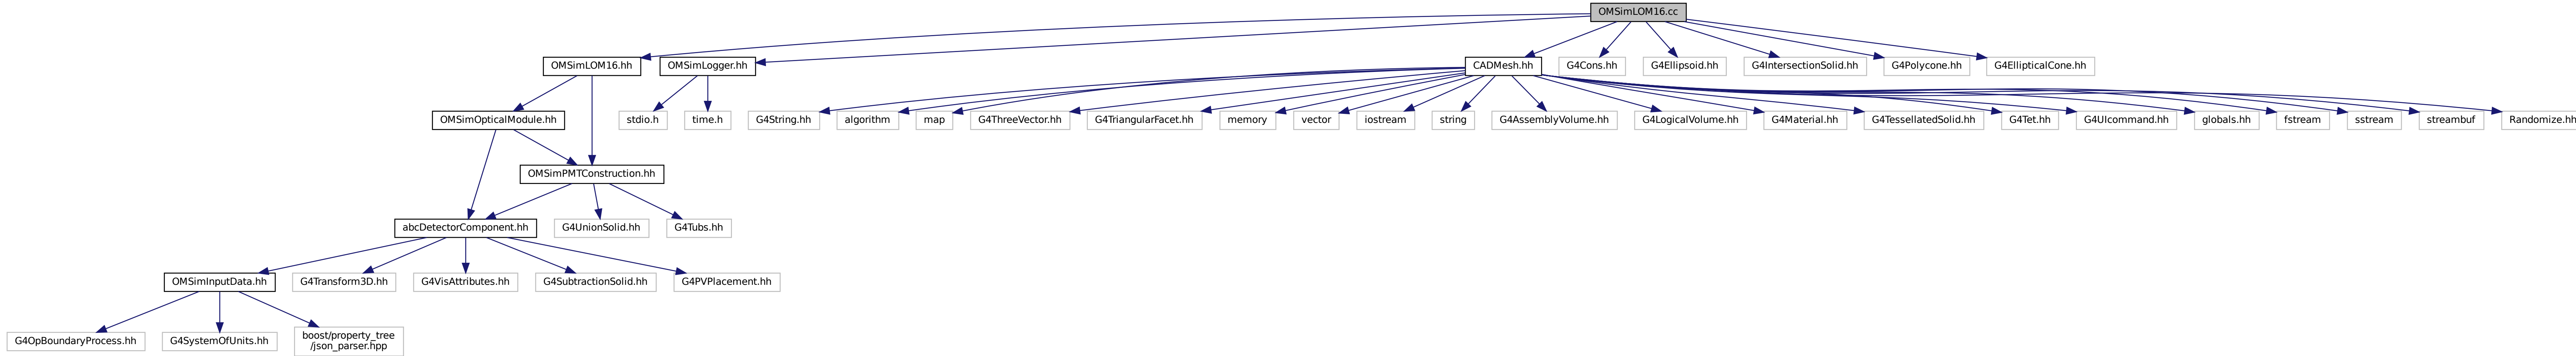 OMSimLOM16.cc
OMSimLOM16.hh
OMSimLogger.hh
CADMesh.hh
G4Cons.hh
G4Ellipsoid.hh
G4IntersectionSolid.hh
G4Polycone.hh
G4EllipticalCone.hh
OMSimOpticalModule.hh
stdio.h
time.h
G4String.hh
algorithm
map
G4ThreeVector.hh
G4TriangularFacet.hh
memory
vector
iostream
string
G4AssemblyVolume.hh
G4LogicalVolume.hh
G4Material.hh
G4TessellatedSolid.hh
G4Tet.hh
G4UIcommand.hh
globals.hh
fstream
sstream
streambuf
Randomize.hh
OMSimPMTConstruction.hh
abcDetectorComponent.hh
G4UnionSolid.hh
G4Tubs.hh
OMSimInputData.hh
G4Transform3D.hh
G4VisAttributes.hh
G4SubtractionSolid.hh
G4PVPlacement.hh
G4OpBoundaryProcess.hh
G4SystemOfUnits.hh
boost/property_tree
/json_parser.hpp